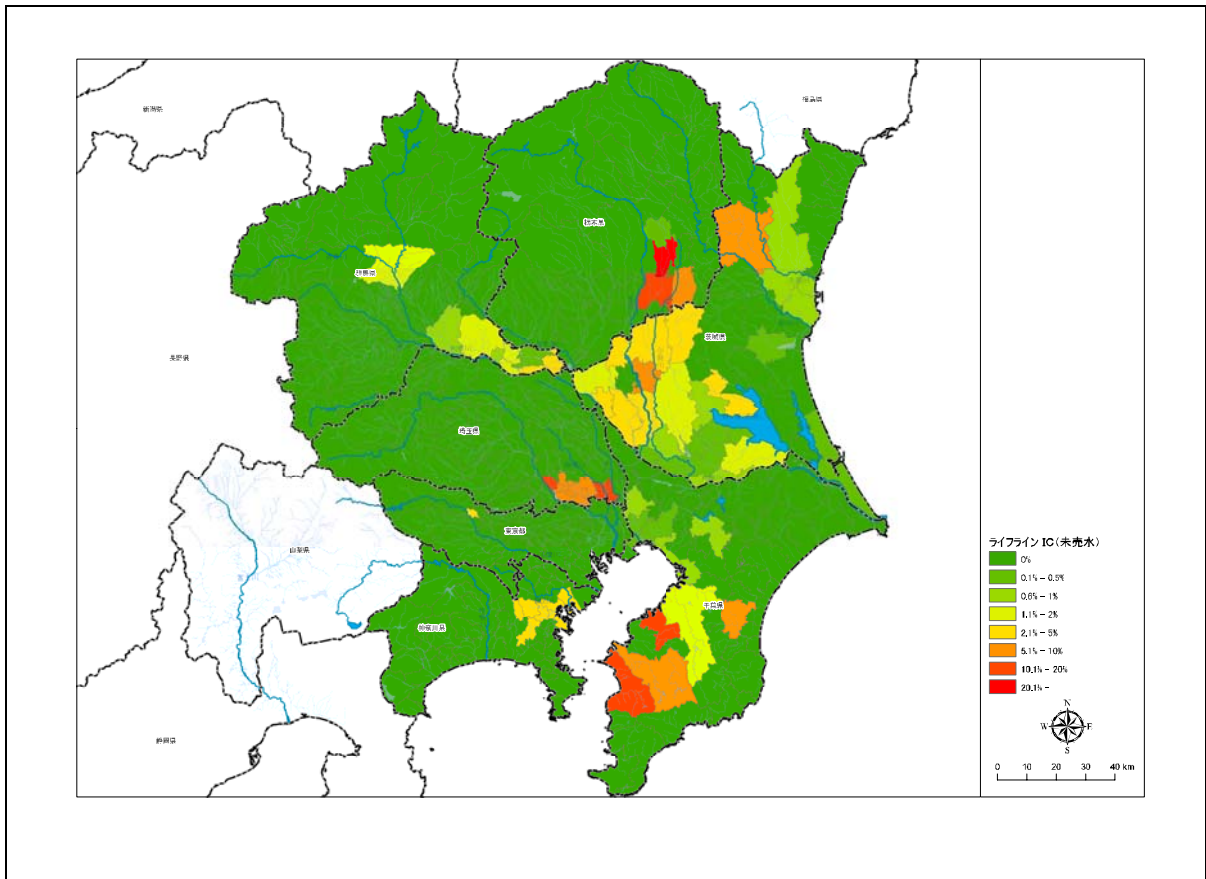 新潟県
福島県
栃木県
群馬県
茨城県
長野県
埼玉県
東京都
山梨県
富士川
千葉県
神奈川県
静岡県
ライフライン IC(未売水)
0%
0.1% - 0.5%
0.6% - 1%
1.1% - 2%
2.1% - 5%
5.1% - 10%
10.1% - 20%
20.1% -
N
W E
S
0 10 20 30 40 km